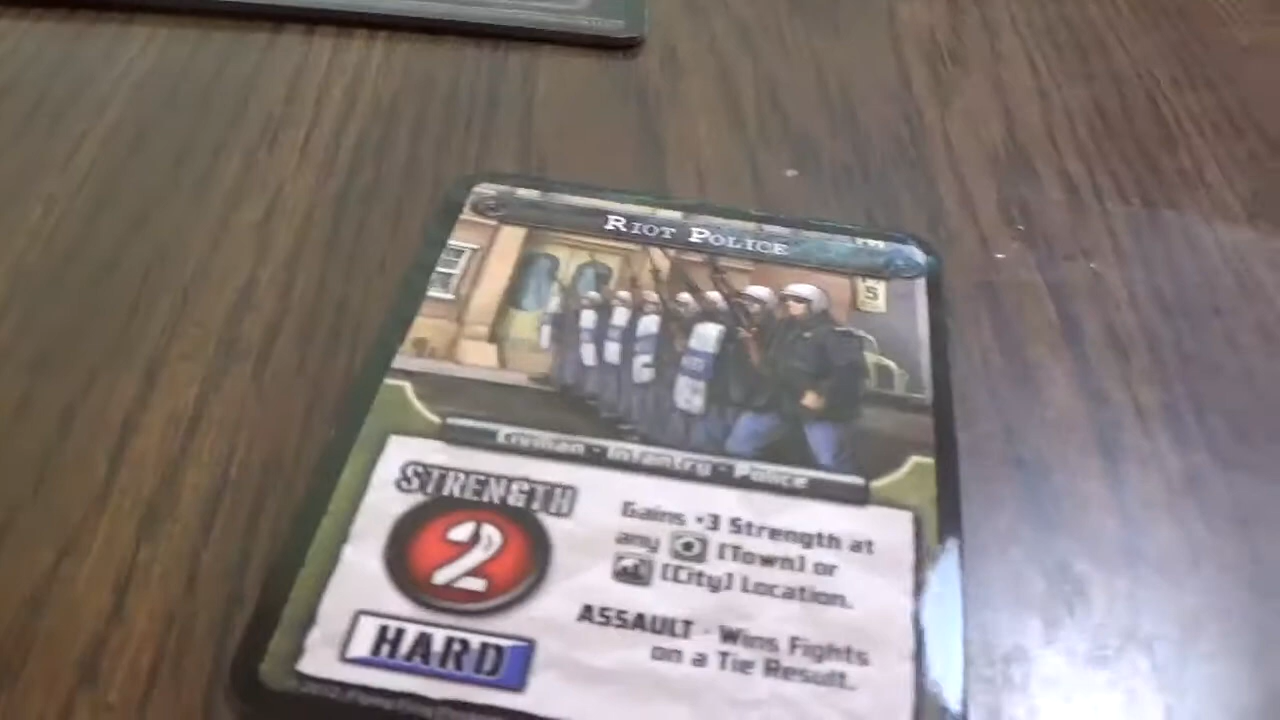 RIOT POLICE
5
Civilian - Infantry - Police
STRENGTH
2
HARD
Gains +3 Strength at
any [Town] or
[City] Location.
ASSAULT - Wins Fights
on a Tie Result.